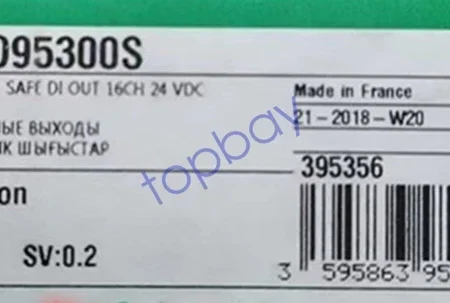 095300S
SAFE DI OUT 16CH 24 VDC
Made in France
21-2018-W20
НЫЕ ВЫХОДЫ
ІК ШЫҒЫСТАР
topbay
395356
on
SV:0.2
3 595863 95